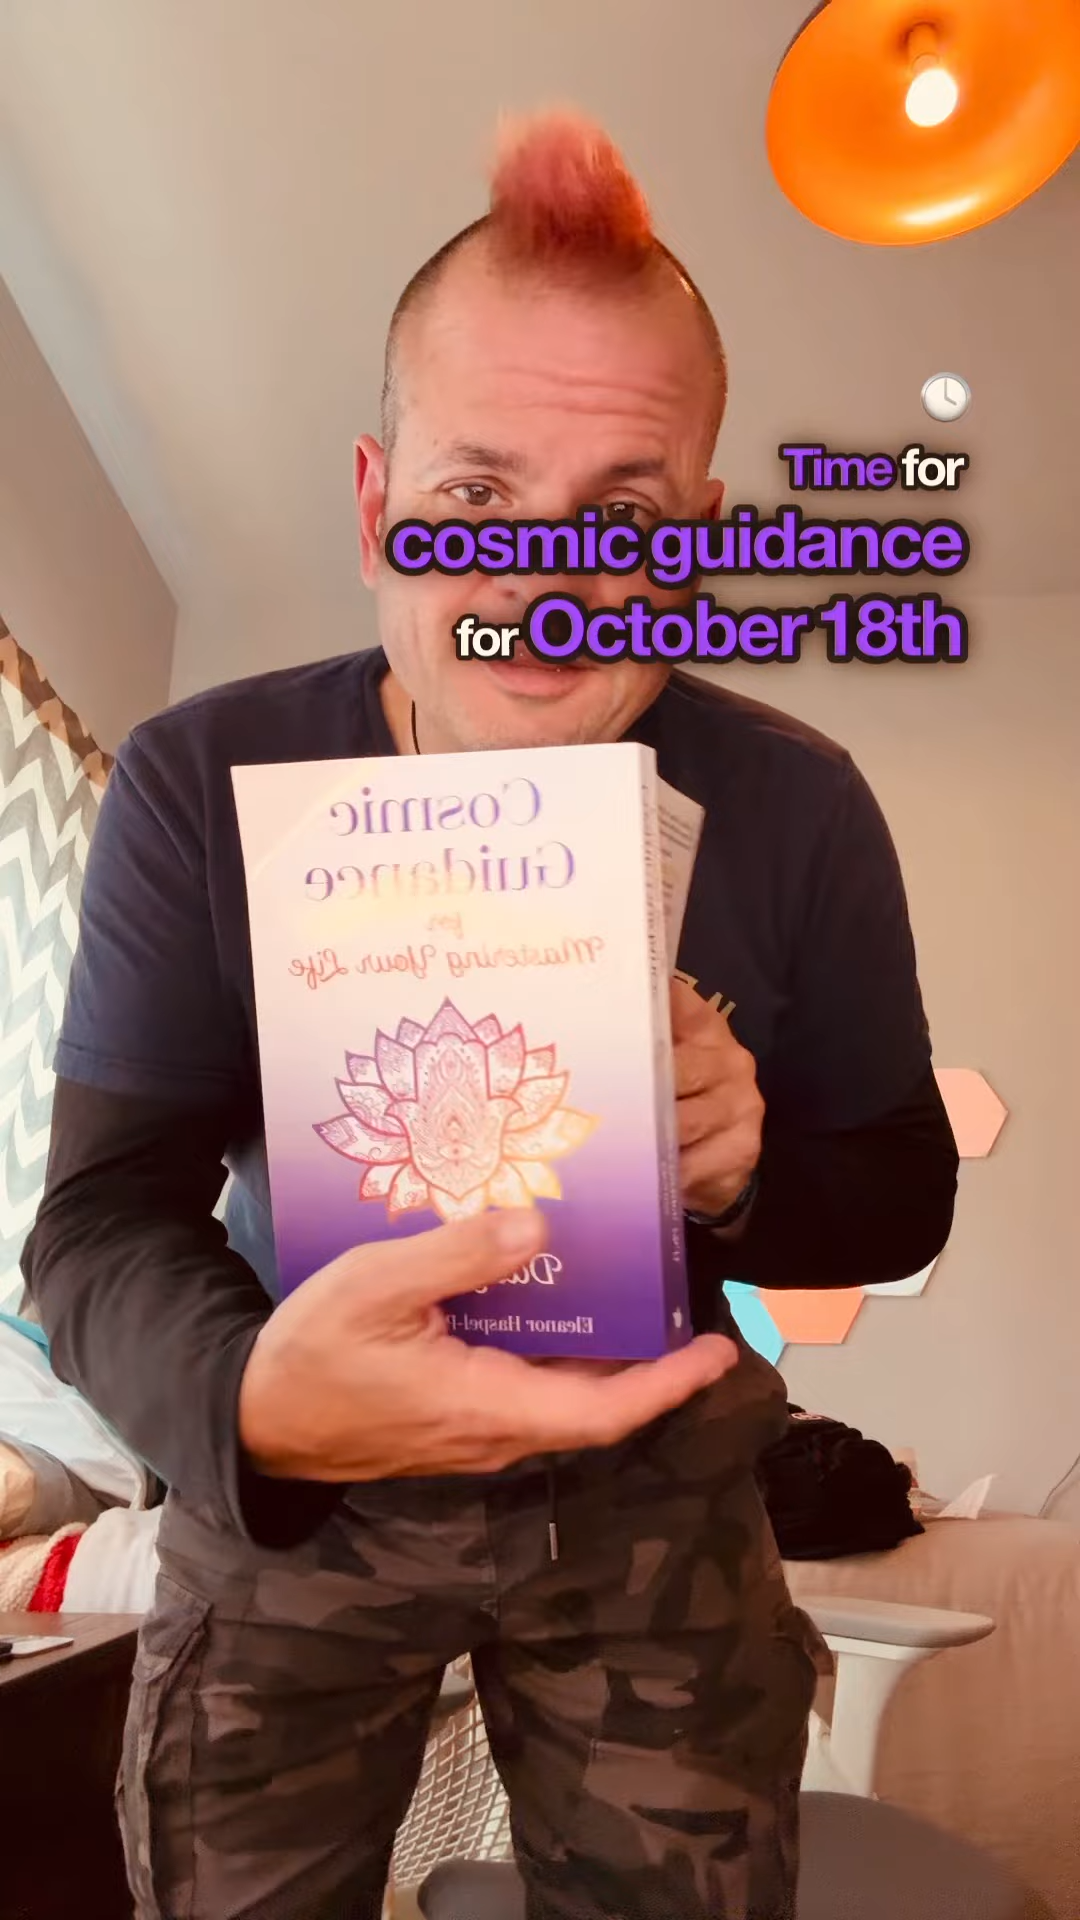 Time for
cosmic guidance
for October 18th
Cosmic
Guidance
for
Mastering Your Life
Eleanor Haspel-P